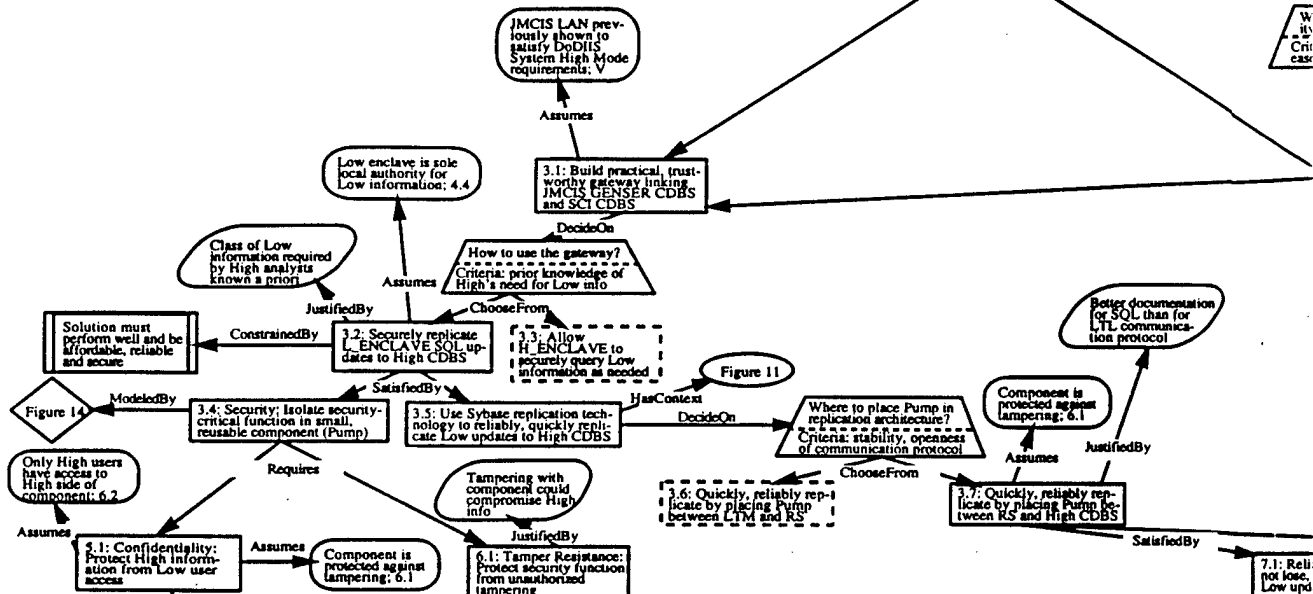 JMCIS LAN prev-
iously shown to
satisfy DoDIIS
System High Mode
requirements; V
W
ity
Crit
ease
Assumes
Low enclave is sole
local authority for
Low information; 4.4
3.1: Build practical, trust-
worthy gateway linking
JMCIS GENSER CDBS
and SCI CDBS
DecideOn
Class of Low
information required
by High analysts
known a priori
Assumes
How to use the gateway?
Criteria: prior knowledge of
High's need for Low info
JustifiedBy
ChooseFrom
Better documentation
for SQL than for
LTL communica-
tion protocol
Solution must
perform well and be
affordable, reliable
and secure
ConstrainedBy
3.2: Securely replicate
L_ENCLAVE SQL up-
dates to High CDBS
3.3: Allow
H_ENCLAVE to
securely query Low
information as needed
Figure 11
SatisfiedBy
HasContext
Figure 14
ModeledBy
3.4: Security; Isolate security-
critical function in small,
reusable component (Pump)
3.5: Use Sybase replication tech-
nology to reliably, quickly repli-
cate Low updates to High CDBS
DecideOn
Where to place Pump in
replication architecture?
Criteria: stability, openness
of communication protocol
Component is
protected against
tampering; 6.1
JustifiedBy
Assumes
ChooseFrom
Only High users
have access to
High side of
component; 6.2
Requires
Tampering with
component could
compromise High
info
3.6: Quickly, reliably rep-
licate by placing Pump
between LTM and RS
3.7: Quickly, reliably rep-
licate by placing Pump be-
tween RS and High CDBS
Assumes
JustifiedBy
SatisfiedBy
5.1: Confidentiality:
Protect High inform-
ation from Low user
access
Assumes
Component is
protected against
tampering; 6.1
6.1: Tamper Resistance:
Protect security function
from unauthorized
tampering
7.1: Reli
not lose,
Low upd